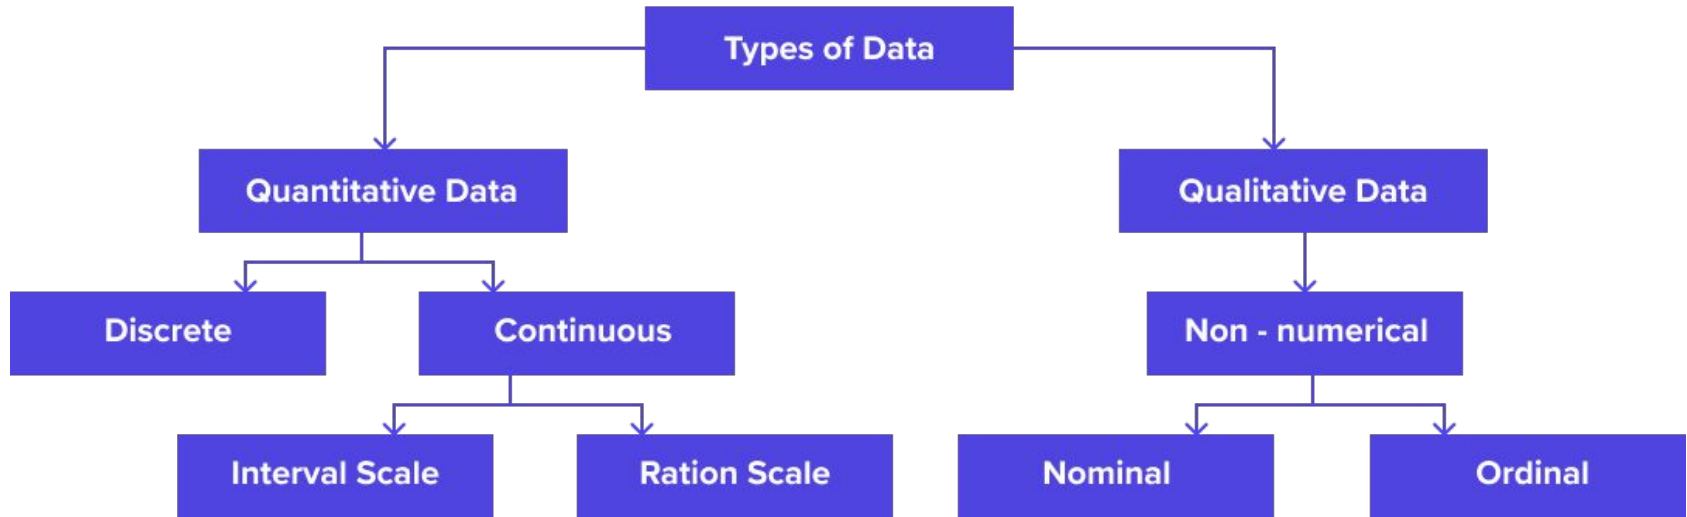 Types of Data
Quantitative Data
Qualitative Data
Discrete
Continuous
Non - numerical
Interval Scale
Ration Scale
Nominal
Ordinal